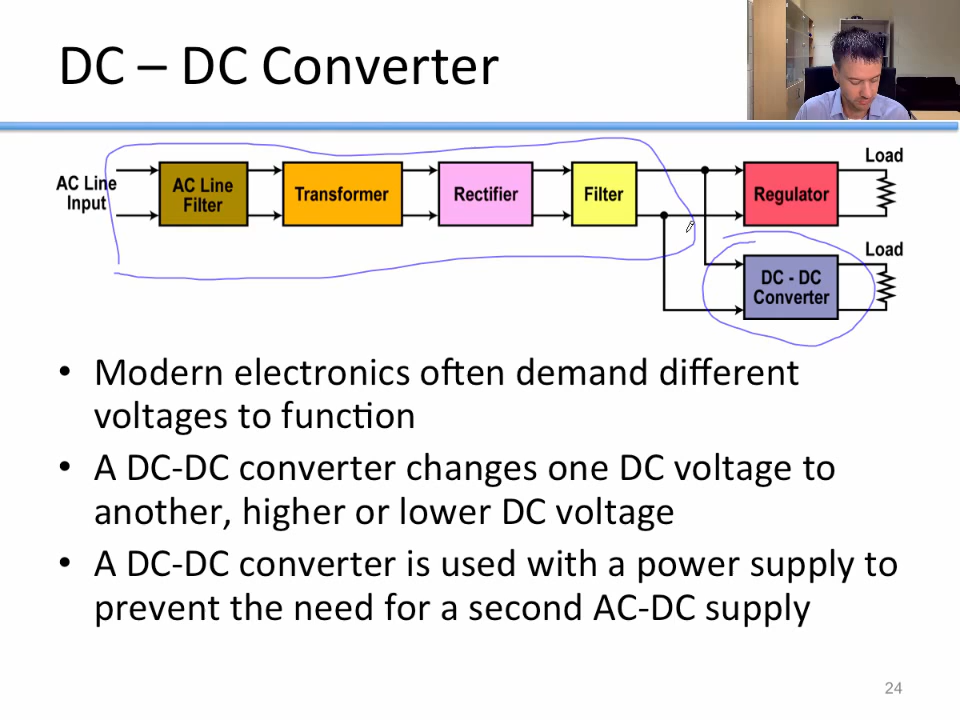 DC – DC Converter
AC Line
Input
AC Line
Filter
Transformer
Rectifier
Filter
Regulator
Load
DC - DC
Converter
Load
• Modern electronics often demand different
voltages to function
• A DC-DC converter changes one DC voltage to
another, higher or lower DC voltage
• A DC-DC converter is used with a power supply to
prevent the need for a second AC-DC supply
24